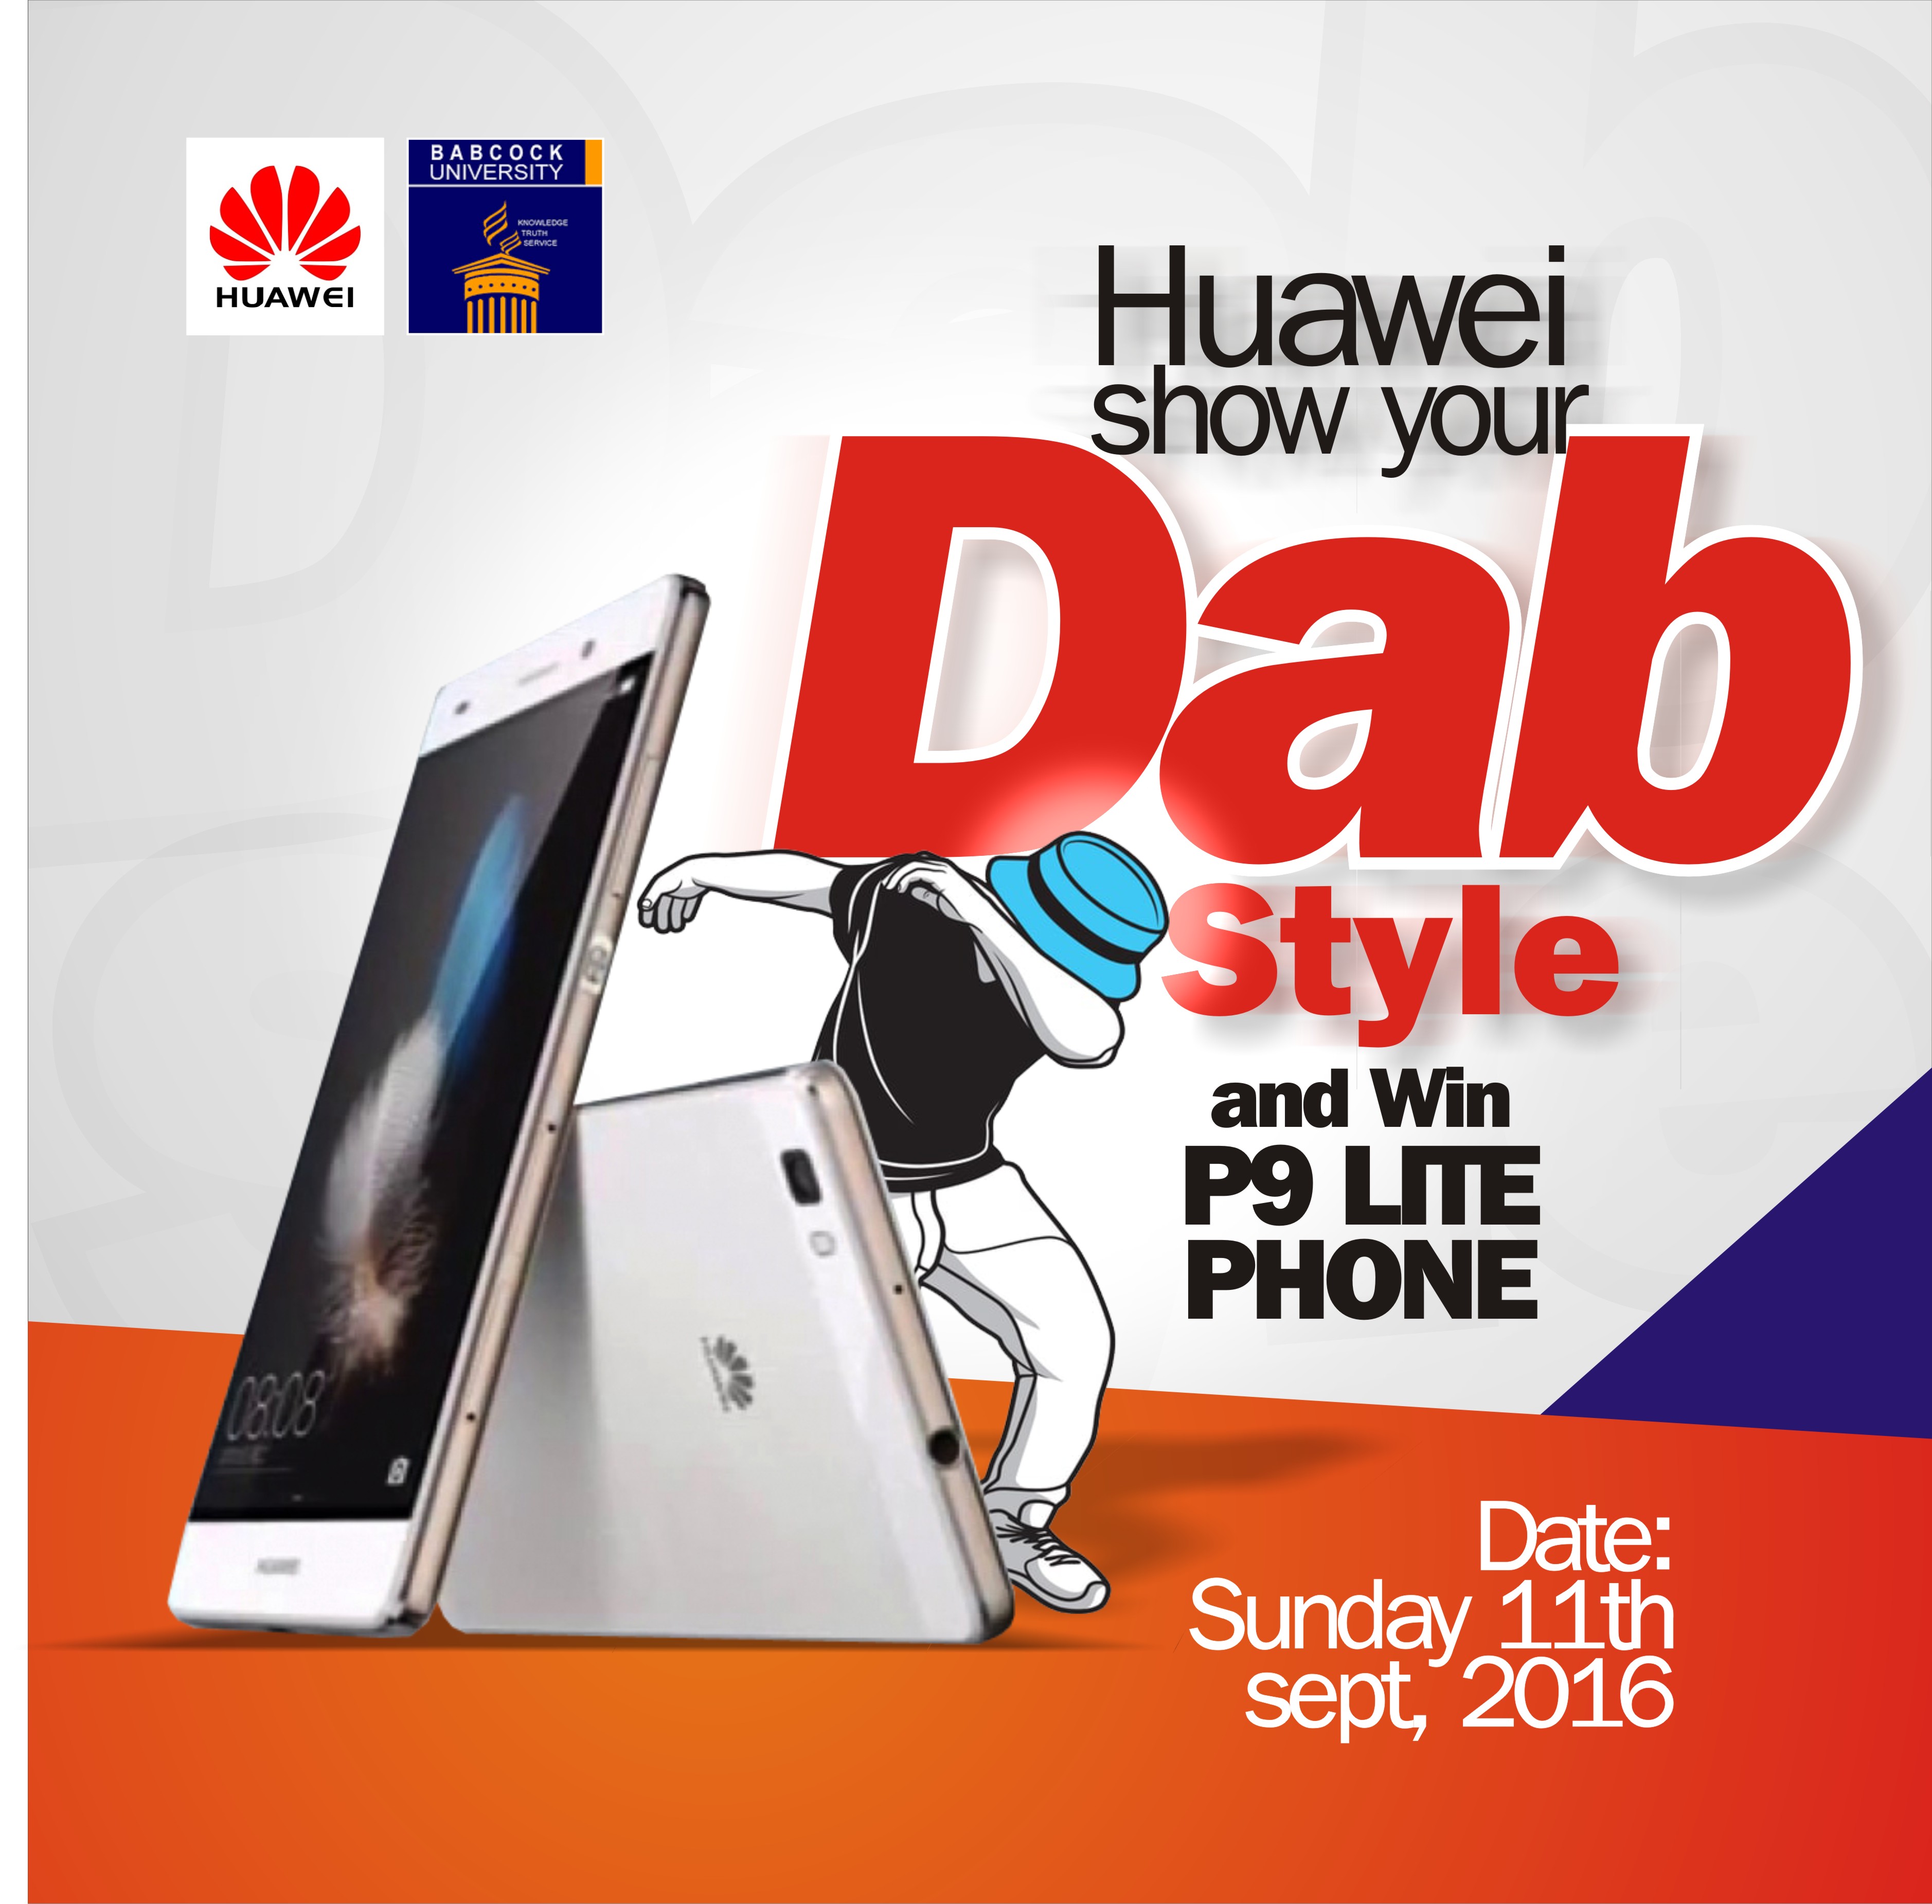 HUAWEI
BABCOCK
UNIVERSITY
KNOWLEDGE
TRUTH
SERVICE
Huawei
show your
Dab
Style
and Win
P9 LITE
PHONE
08:08
HUAWEI
HUAWEI
Date:
Sunday 11th
sept, 2016